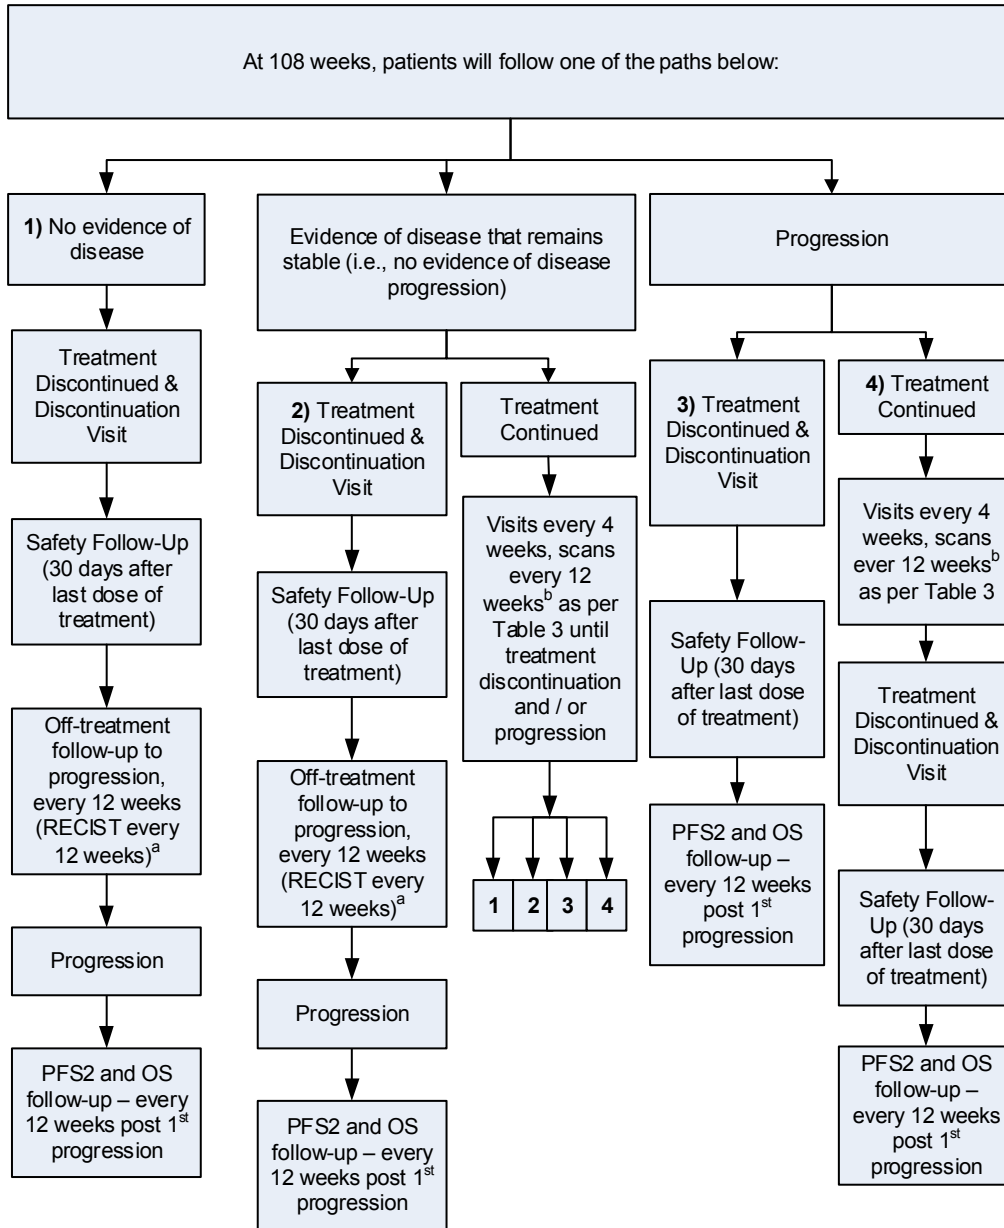 At 108 weeks, patients will follow one of the paths below:
1) No evidence of
disease
Treatment
Discontinued &
Discontinuation
Visit
Safety Follow-Up
(30 days after
last dose of
treatment)
Off-treatment
follow-up to
progression,
every 12 weeks
(RECIST every
12 weeks)a
Progression
PFS2 and OS
follow-up – every
12 weeks post 1st
progression
Evidence of disease that remains
stable (i.e., no evidence of disease
progression)
2) Treatment
Discontinued &
Discontinuation
Visit
Safety Follow-Up
(30 days after
last dose of
treatment)
Off-treatment
follow-up to
progression,
every 12 weeks
(RECIST every
12 weeks)a
Progression
PFS2 and OS
follow-up – every
12 weeks post 1st
progression
Treatment
Continued
Visits every 4
weeks, scans
every 12
weeksb as per
Table 3 until
treatment
discontinuation
and / or
progression
1 2 3 4
Progression
3) Treatment
Discontinued &
Discontinuation
Visit
Safety Follow-
Up (30 days
after last dose
of treatment)
PFS2 and OS
follow-up –
every 12 weeks
post 1st
progression
4) Treatment
Continued
Visits every 4
weeks, scans
ever 12 weeksb
as per Table 3
Treatment
Discontinued &
Discontinuation
Visit
Safety Follow-
Up (30 days
after last dose
of treatment)
PFS2 and OS
follow-up –
every 12 weeks
post 1st
progression